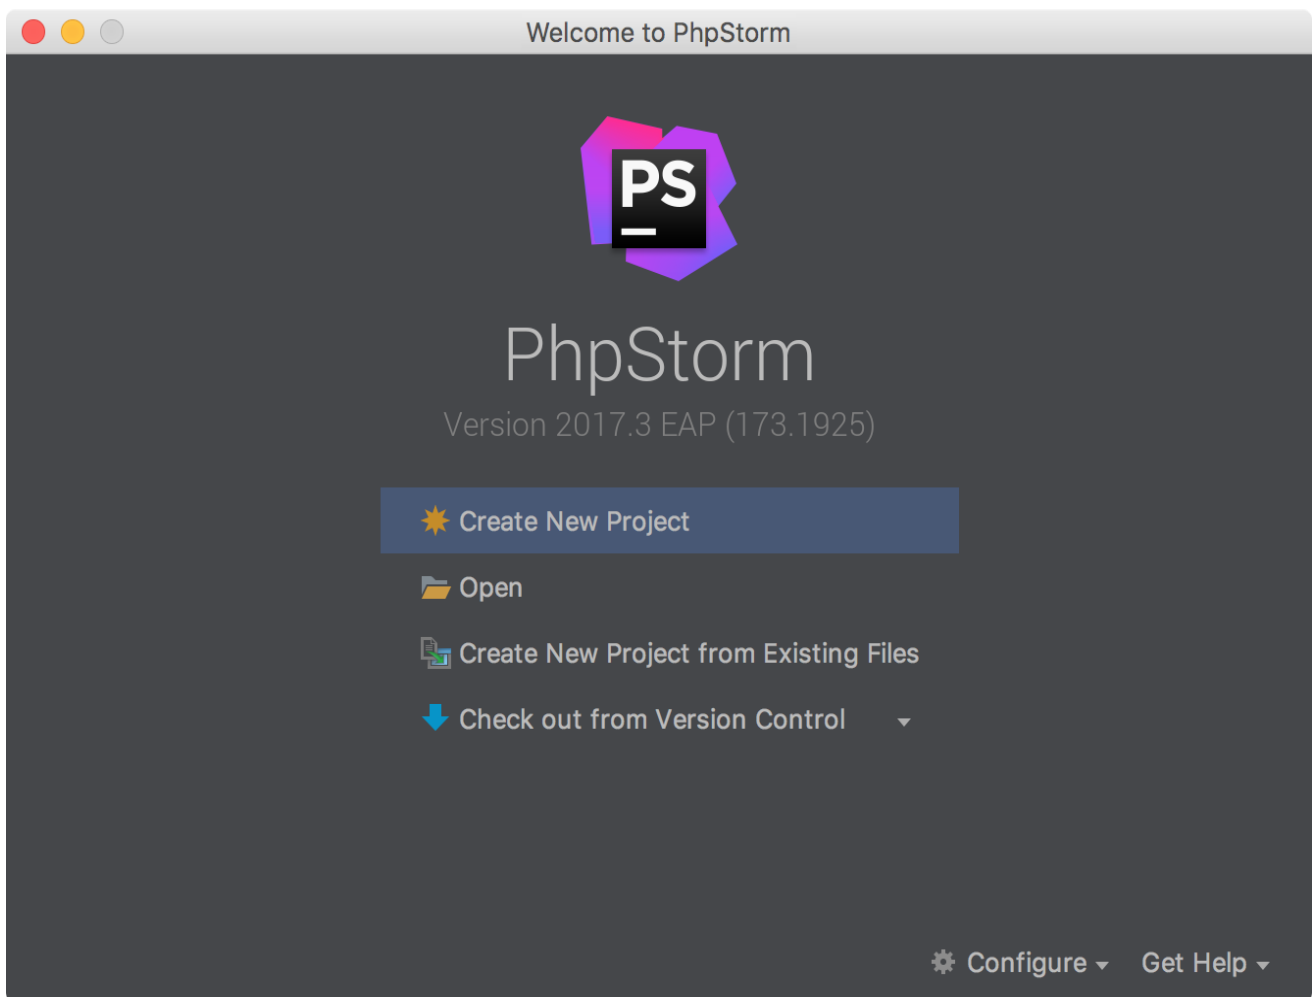 Welcome to PhpStorm
PS
PhpStorm
Version 2017.3 EAP (173.1925)
Create New Project
Open
Create New Project from Existing Files
Check out from Version Control
Configure Get Help